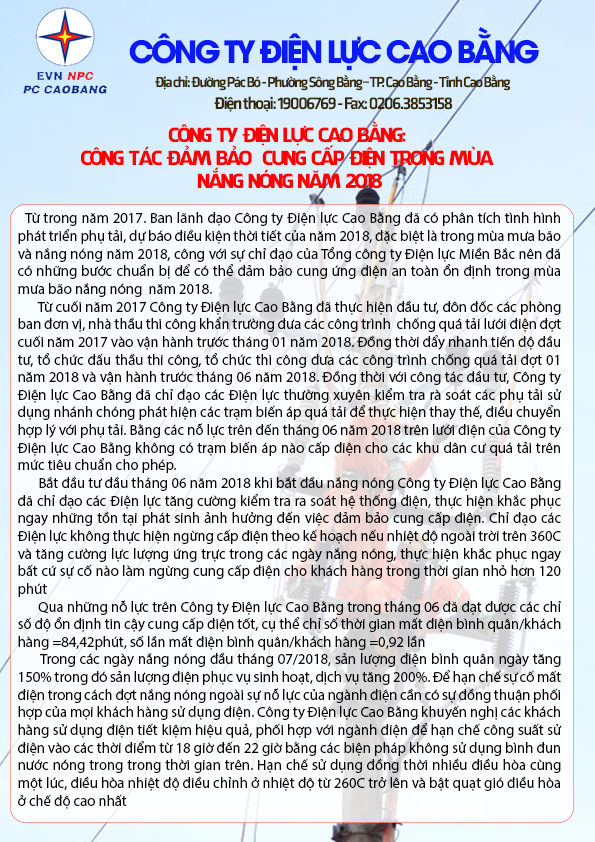 EVN NPC
PC CAOBANG
CÔNG TY ĐIỆN LỰC CAO BẰNG
Địa chỉ: Đường Pác Bó - Phường Sông Bằng – TP. Cao Bằng - Tỉnh Cao Bằng
Điện thoại: 19006769 - Fax: 0206.3853158
CÔNG TY ĐIỆN LỰC CAO BẰNG:
CÔNG TÁC ĐẢM BẢO CUNG CẤP ĐIỆN TRONG MÙA
NẮNG NÓNG NĂM 2018
Từ trong năm 2017. Ban lãnh đạo Công ty Điện lực Cao Bằng đã có phân tích tình hình
phát triển phụ tải, dự báo điều kiện thời tiết của năm 2018, đặc biệt là trong mùa mưa bão
và nắng nóng năm 2018, công với sự chỉ đạo của Tổng công ty Điện lực Miền Bắc nên đã
có những bước chuẩn bị để có thể đảm bảo cung ứng điện an toàn ổn định trong mùa
mưa bão nắng nóng năm 2018.
Từ cuối năm 2017 Công ty Điện lực Cao Bằng đã thực hiện đầu tư, đôn đốc các phòng
ban đơn vị, nhà thầu thi công khẩn trường đưa các công trình chống quá tải lưới điện đợt
cuối năm 2017 vào vận hành trước tháng 01 năm 2018. Đồng thời đẩy nhanh tiến độ đầu
tư, tổ chức đấu thầu thi công, tổ chức thi công đưa các công trình chống quá tải đợt 01
năm 2018 và vận hành trước tháng 06 năm 2018. Đồng thời với công tác đầu tư, Công ty
Điện lực Cao Bằng đã chỉ đạo các Điện lực thường xuyên kiểm tra rà soát các phụ tải sử
dụng nhanh chóng phát hiện các trạm biến áp quá tải để thực hiện thay thế, điều chuyển
hợp lý với phụ tải. Bằng các nỗ lực trên đến tháng 06 năm 2018 trên lưới điện của Công ty
Điện lực Cao Bằng không có trạm biến áp nào cấp điện cho các khu dân cư quá tải trên
mức tiêu chuẩn cho phép.
Bắt đầu tư đầu tháng 06 năm 2018 khi bắt đầu nắng nóng Công ty Điện lực Cao Bằng
đã chỉ đạo các Điện lực tăng cường kiểm tra ra soát hệ thống điện, thực hiện khắc phục
ngay những tồn tại phát sinh ảnh hưởng đến việc đảm bảo cung cấp điện. Chỉ đạo các
Điện lực không thực hiện ngừng cấp điện theo kế hoạch nếu nhiệt độ ngoài trời trên 360C
và tăng cường lực lượng ứng trực trong các ngày nắng nóng, thực hiện khắc phục ngay
bất cứ sự cố nào làm ngừng cung cấp điện cho khách hàng trong thời gian nhỏ hơn 120
phút
Qua những nỗ lực trên Công ty Điện lực Cao Bằng trong tháng 06 đã đạt được các chỉ
số độ ổn định tin cậy cung cấp điện tốt, cụ thể chỉ số thời gian mất điện bình quân/khách
hàng =84,42phút, số lần mất điện bình quân/khách hàng =0,92 lần
Trong các ngày nắng nóng đầu tháng 07/2018, sản lượng điện bình quân ngày tăng
150% trong đó sản lượng điện phục vụ sinh hoạt, dịch vụ tăng 200%. Để hạn chế sự cố mất
điện trong cách đợt nắng nóng ngoài sự nỗ lực của ngành điện cần có sự đồng thuận phối
hợp của mọi khách hàng sử dụng điện. Công ty Điện lực Cao Bằng khuyến nghị các khách
hàng sử dụng điện tiết kiệm hiệu quả, phối hợp với ngành điện để hạn chế công suất sử
điện vào các thời điểm từ 18 giờ đến 22 giờ bằng các biện pháp không sử dụng bình đun
nước nóng trong trong thời gian trên. Hạn chế sử dụng đồng thời nhiều điều hòa cùng
một lúc, điều hòa nhiệt độ điều chỉnh ở nhiệt độ từ 260C trở lên và bật quạt gió điều hòa
ở chế độ cao nhất